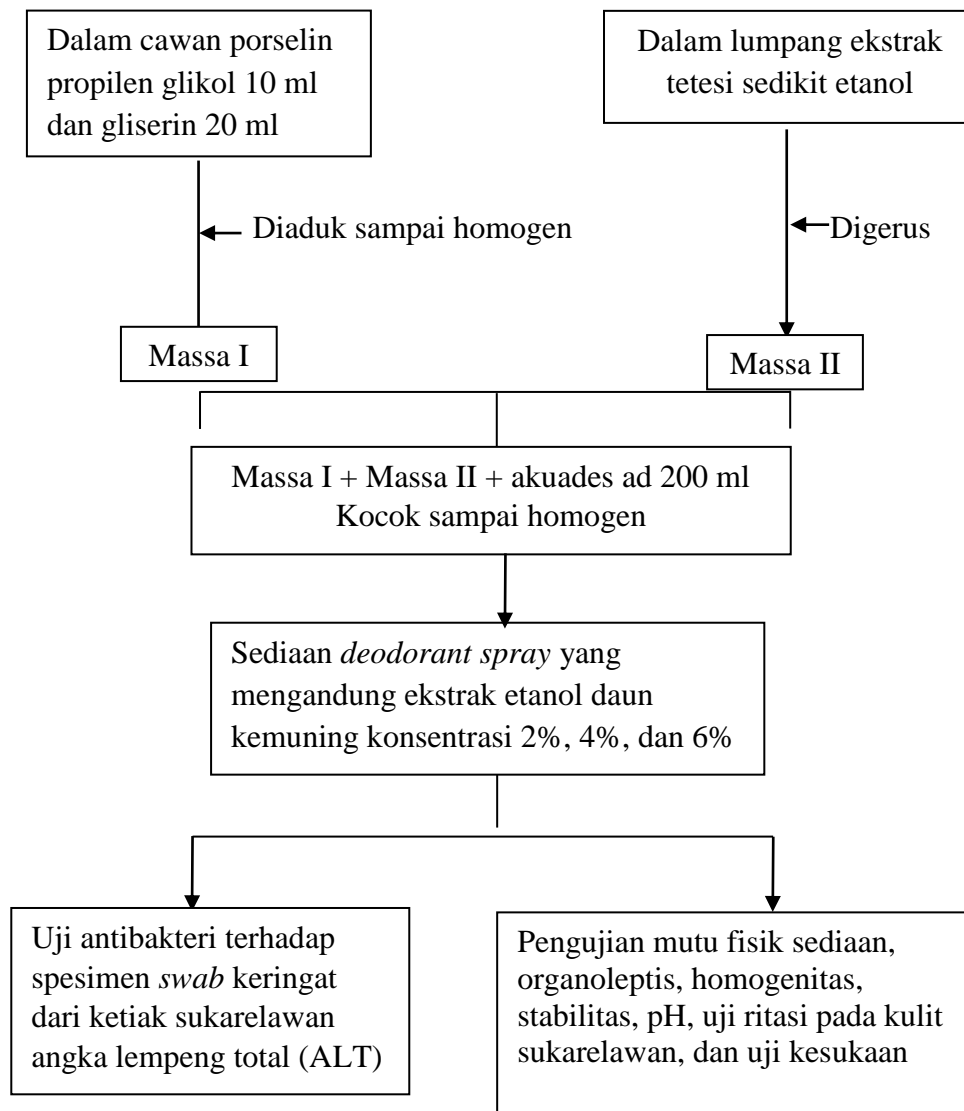 Dalam cawan porselin
propilen glikol 10 ml
dan gliserin 20 ml
Dalam lumpang ekstrak
tetesi sedikit etanol
Diaduk sampai homogen
Digerus
Massa I
Massa II
Massa I + Massa II + akuades ad 200 ml
Kocok sampai homogen
Sediaan deodorant spray yang
mengandung ekstrak etanol daun
kemuning konsentrasi 2%, 4%, dan 6%
Uji antibakteri terhadap
spesimen swab keringat
dari ketiak sukarelawan
angka lempeng total (ALT)
Pengujian mutu fisik sediaan,
organoleptis, homogenitas,
stabilitas, pH, uji ritasi pada kulit
sukarelawan, dan uji kesukaan